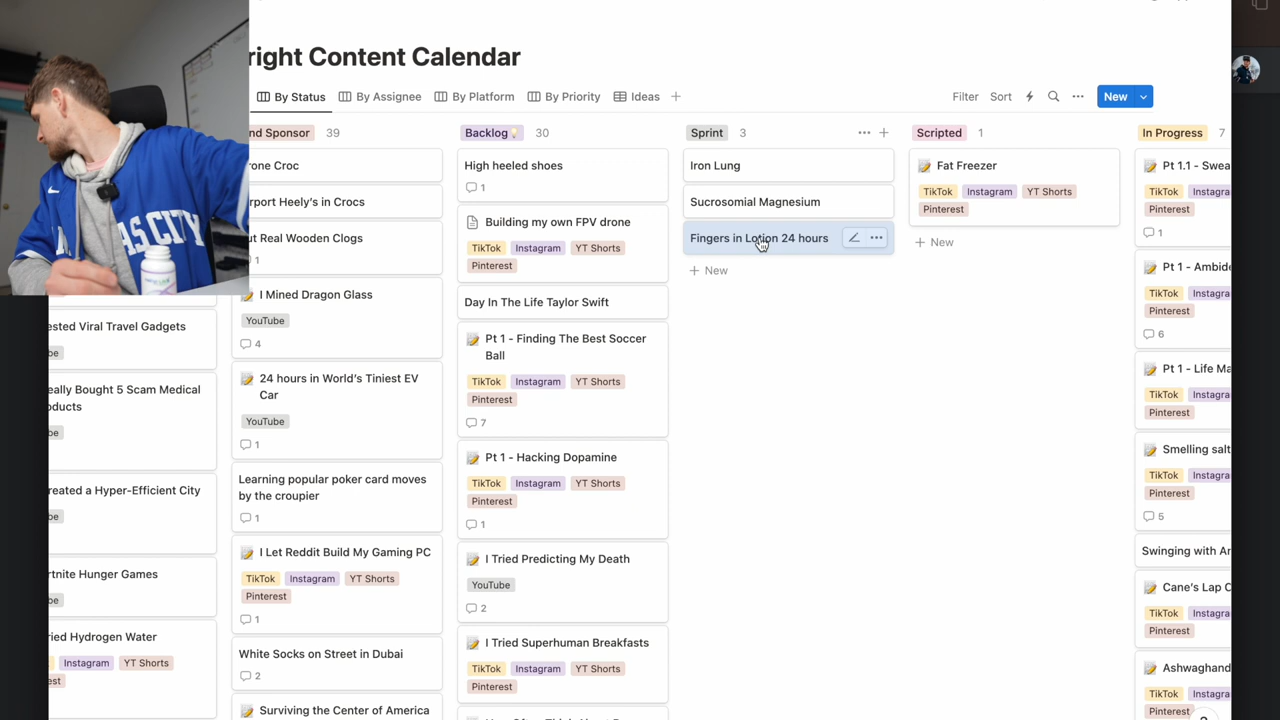 right Content Calendar
By Status
By Assignee
By Platform
By Priority
Ideas
Filter
Sort
New
nd Sponsor 39
Backlog 30
Sprint 3
Scripted 1
In Progress 7
ested Viral Travel Gadgets
be
eally Bought 5 Scam Medical
oducts
be
reated a Hyper-Efficient City
be
rtnite Hunger Games
be
ried Hydrogen Water
Instagram YT Shorts
est
rone Croc
rport Heely's in Crocs
ut Real Wooden Clogs
1
I Mined Dragon Glass
YouTube
4
24 hours in World's Tiniest EV
Car
YouTube
1
Learning popular poker card moves
by the croupier
1
I Let Reddit Build My Gaming PC
TikTok Instagram YT Shorts
Pinterest
1
White Socks on Street in Dubai
2
Surviving the Center of America
High heeled shoes
1
Building my own FPV drone
TikTok Instagram YT Shorts
Pinterest
Day In The Life Taylor Swift
Pt 1 - Finding The Best Soccer
Ball
TikTok Instagram YT Shorts
Pinterest
7
Pt 1 - Hacking Dopamine
TikTok Instagram YT Shorts
Pinterest
1
I Tried Predicting My Death
YouTube
2
I Tried Superhuman Breakfasts
TikTok Instagram YT Shorts
Pinterest
Iron Lung
Sucrosomial Magnesium
Fingers in Lotion 24 hours
+ New
Fat Freezer
TikTok Instagram YT Shorts
Pinterest
+ New
Pt 1.1 - Swea
TikTok Instagra
Pinterest
1
Pt 1 - Ambide
TikTok Instagra
Pinterest
6
Pt 1 - Life Ma
TikTok Instagra
Pinterest
Smelling salt
TikTok Instagra
Pinterest
5
Swinging with Ar
Cane's Lap C
TikTok Instagra
Pinterest
Ashwagandh
TikTok Instagra
Pinterest
AS CITY